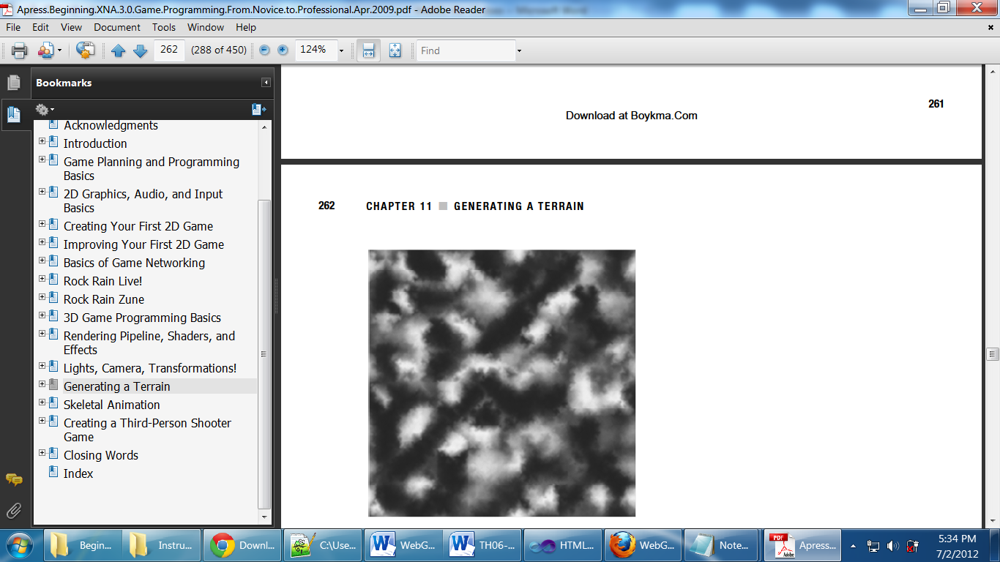 Apress.Beginning.XNA.3.0.Game.Programming.From.Novice.to.Professional.Apr.2009.pdf - Adobe Reader
File Edit View Document Tools Window Help
262 (288 of 450) 124% Find
Bookmarks
Acknowledgments
Introduction
Game Planning and Programming
Basics
2D Graphics, Audio, and Input
Basics
Creating Your First 2D Game
Improving Your First 2D Game
Basics of Game Networking
Rock Rain Live!
Rock Rain Zune
3D Game Programming Basics
Rendering Pipeline, Shaders, and
Effects
Lights, Camera, Transformations!
Generating a Terrain
Skeletal Animation
Creating a Third-Person Shooter
Game
Closing Words
Index
261
Download at Boykma.Com
262 CHAPTER 11 GENERATING A TERRAIN
Begin... Instru... Downl... C:\Use... WebG... TH06-... HTML... WebG... Note... Apress...
5:34 PM
7/2/2012